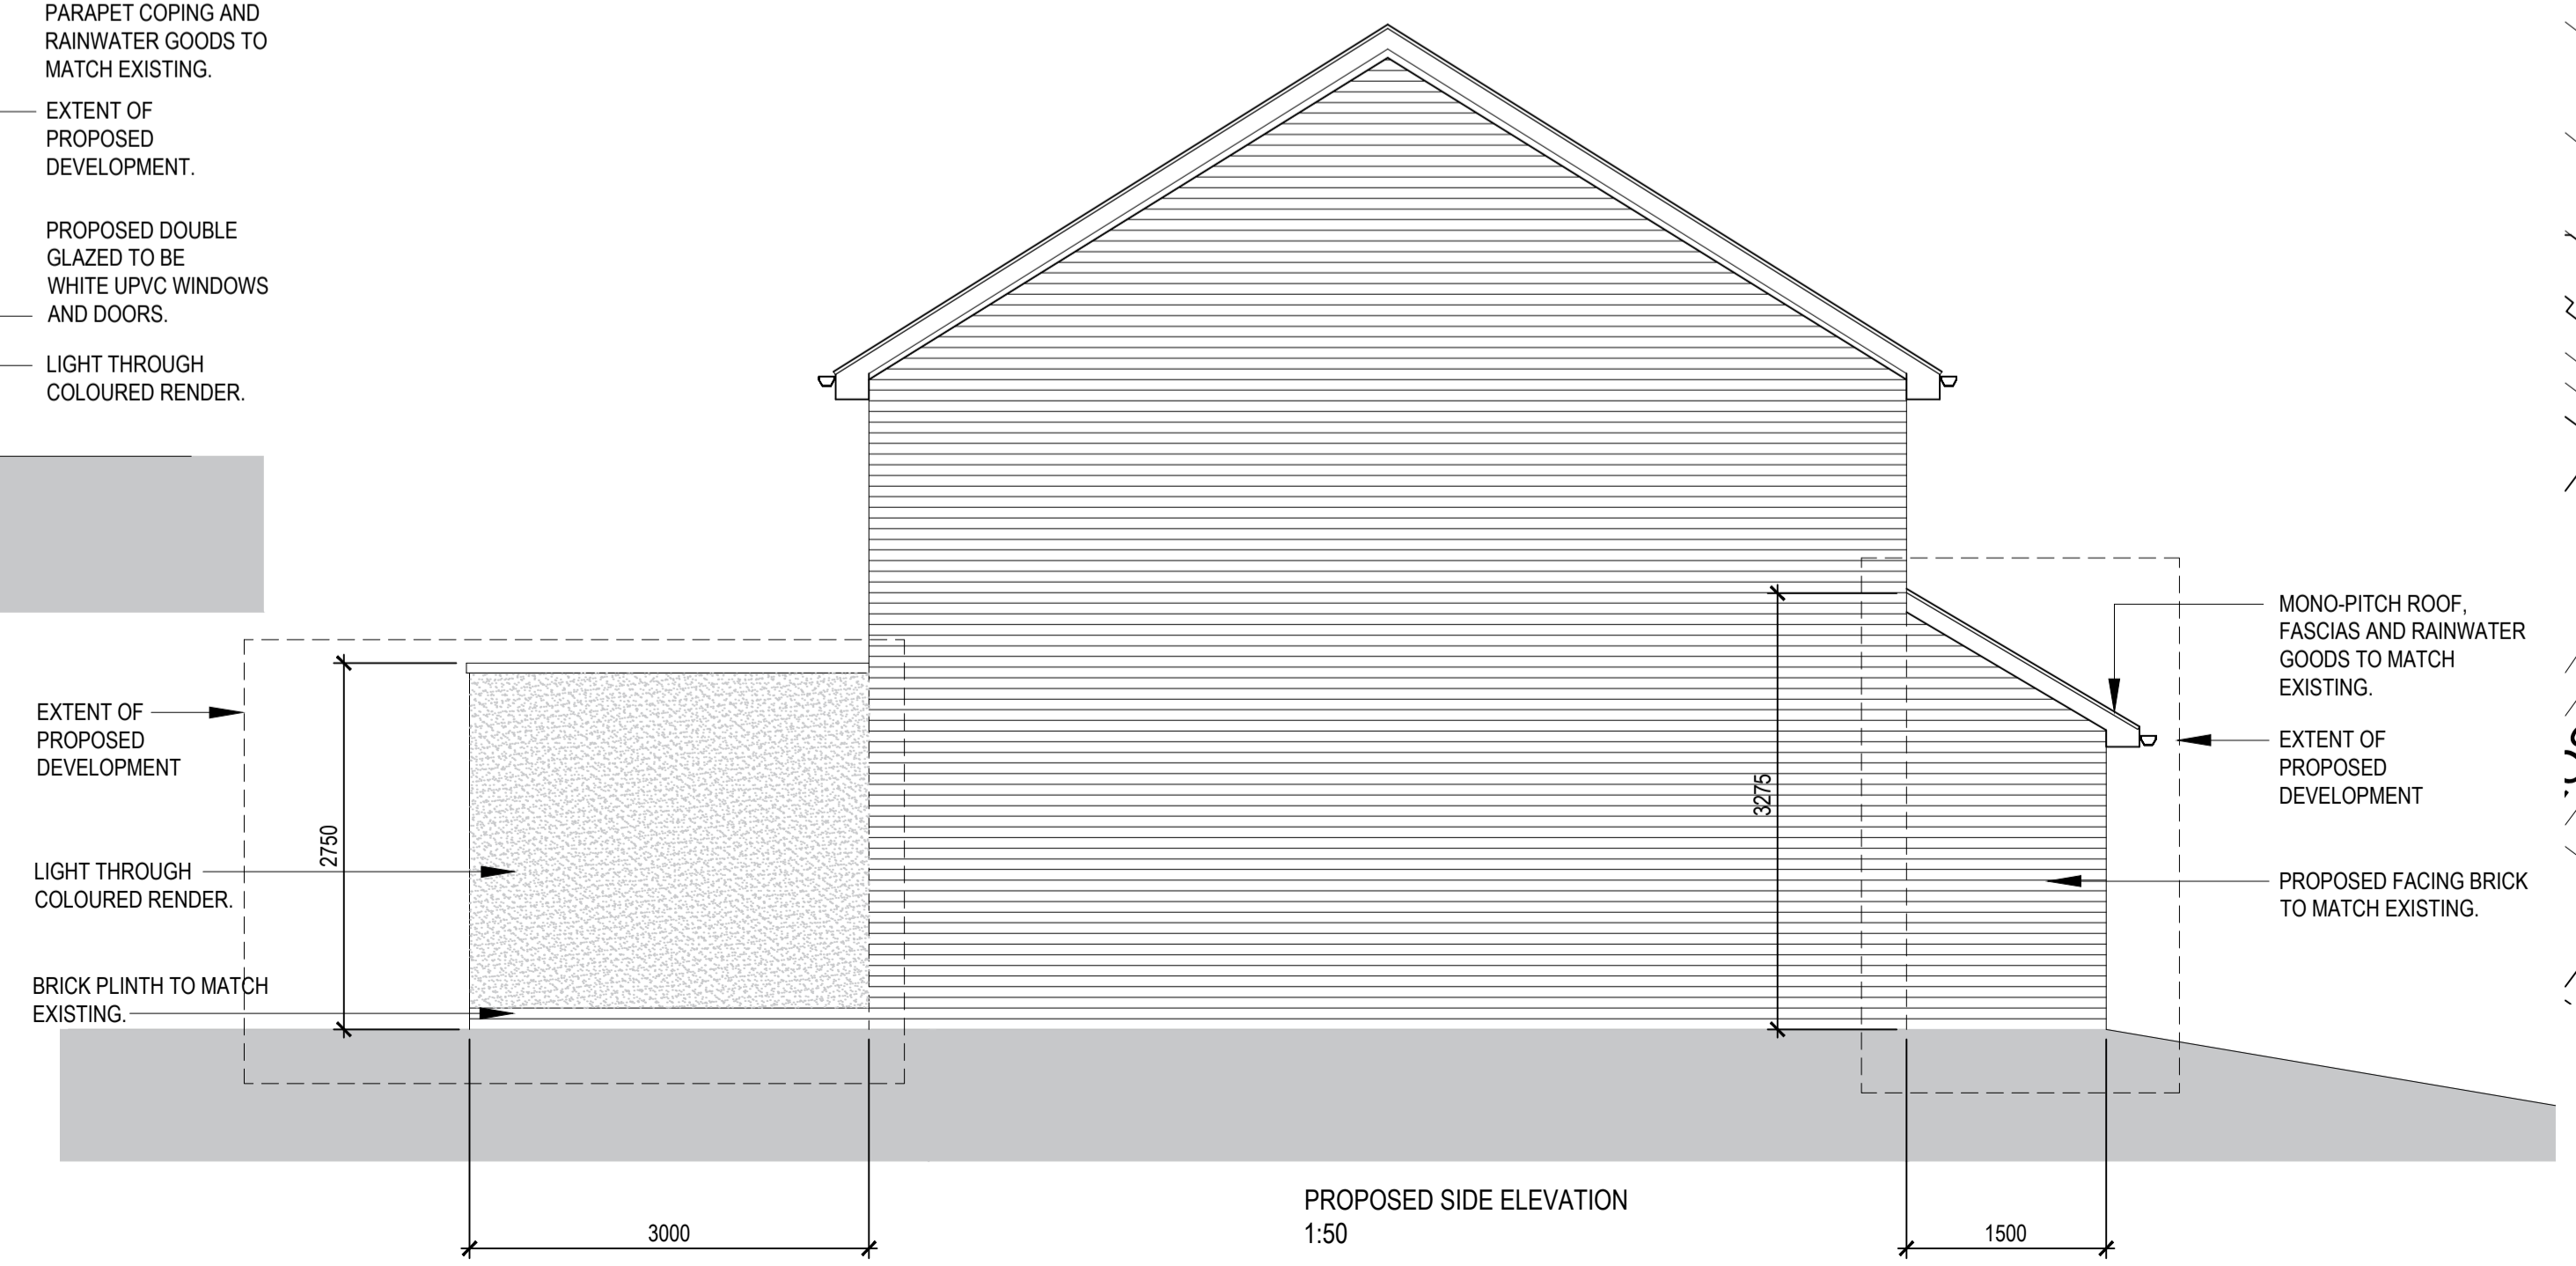 PARAPET COPING AND
RAINWATER GOODS TO
MATCH EXISTING.
EXTENT OF
PROPOSED
DEVELOPMENT.
PROPOSED DOUBLE
GLAZED TO BE
WHITE UPVC WINDOWS
AND DOORS.
LIGHT THROUGH
COLOURED RENDER.
EXTENT OF
PROPOSED
DEVELOPMENT
LIGHT THROUGH
COLOURED RENDER.
BRICK PLINTH TO MATCH
EXISTING.
2750
3000
3275
1500
MONO-PITCH ROOF,
FASCIAS AND RAINWATER
GOODS TO MATCH
EXISTING.
EXTENT OF
PROPOSED
DEVELOPMENT
PROPOSED FACING BRICK
TO MATCH EXISTING.
PROPOSED SIDE ELEVATION
1:50